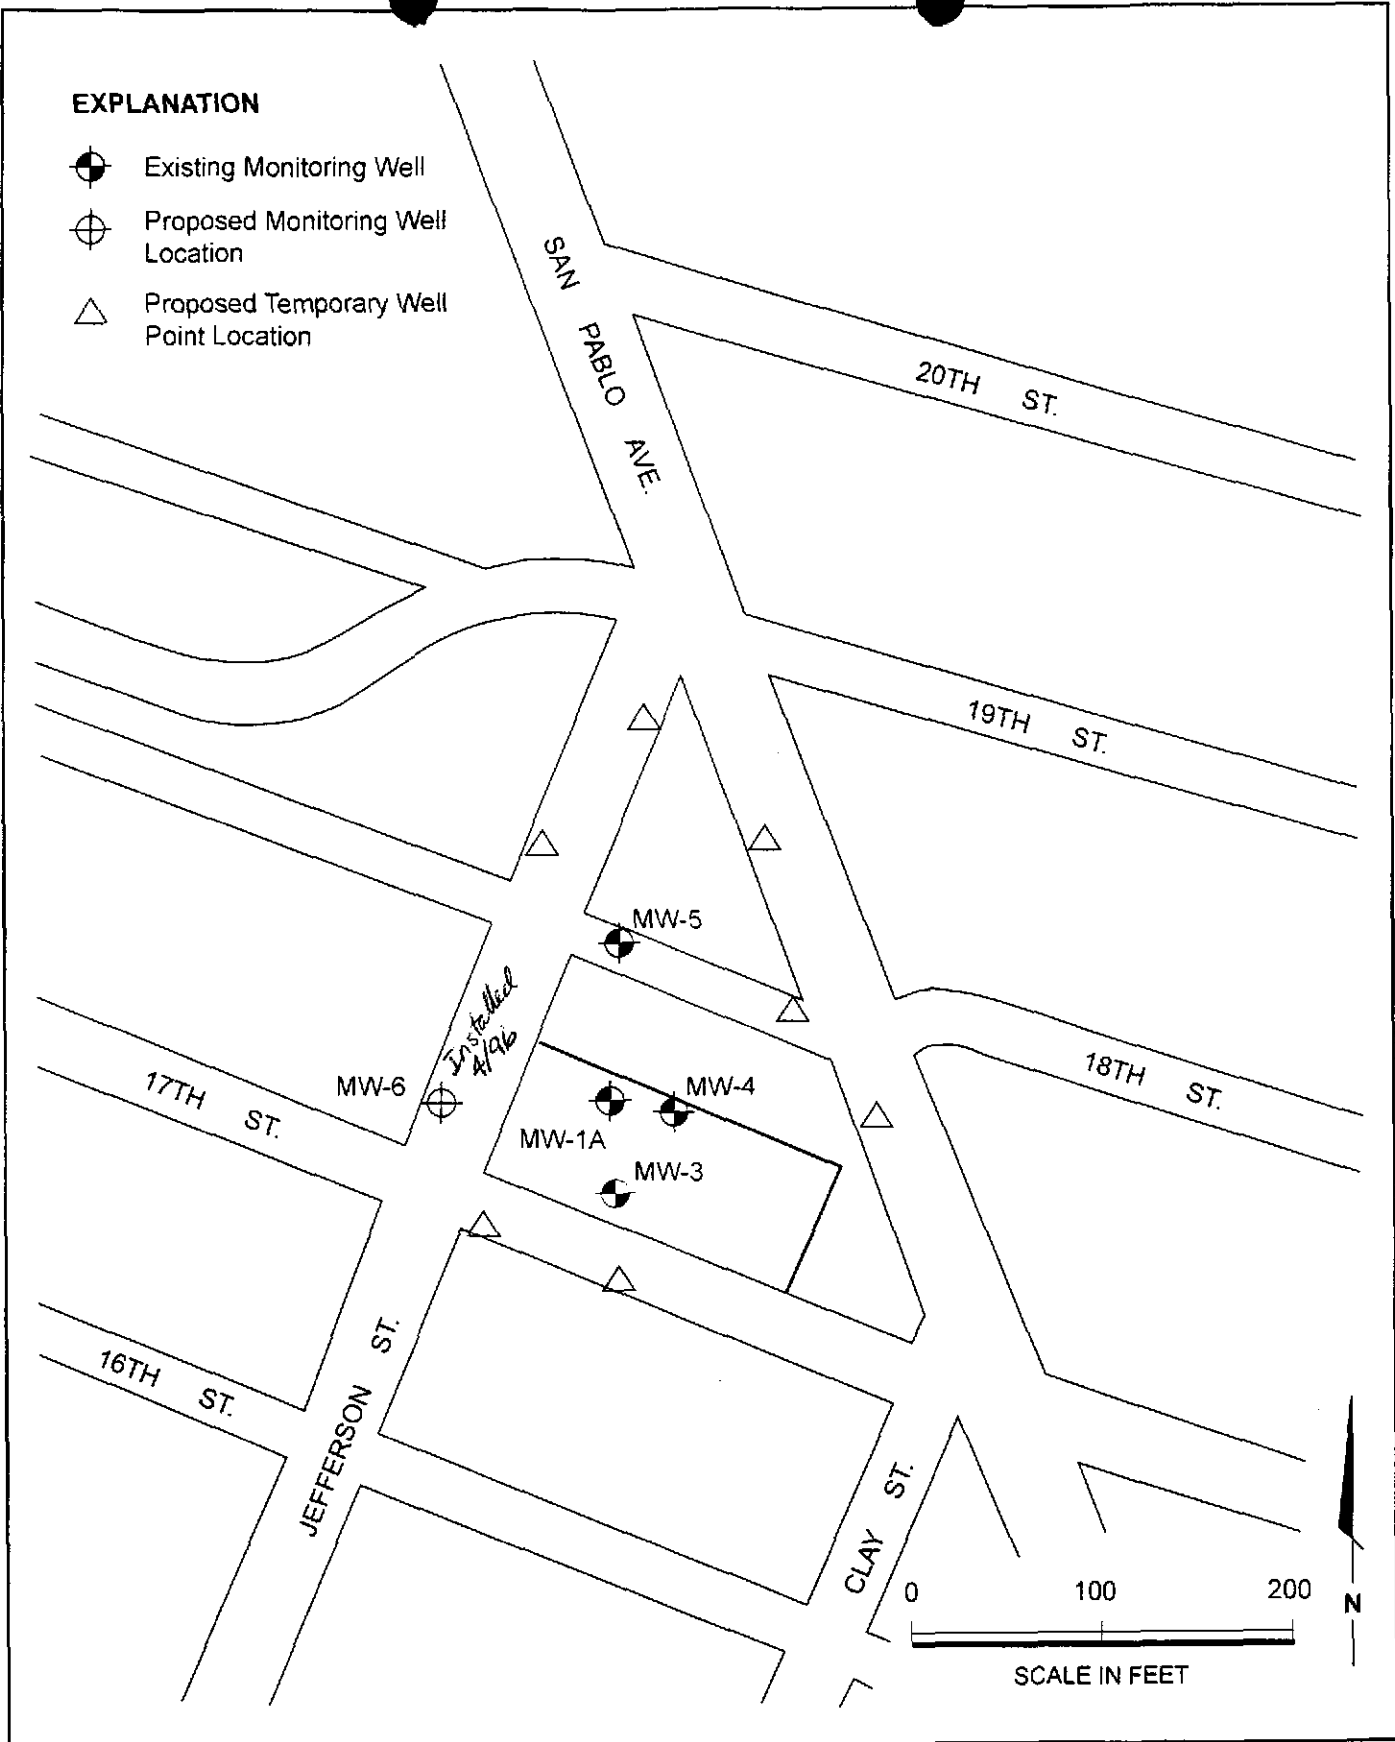 EXPLANATION
Existing Monitoring Well
Proposed Monitoring Well
Location
Proposed Temporary Well
Point Location
SAN PABLO AVE.
20TH ST.
19TH ST.
MW-5
Installed
4/96
MW-6
MW-4
MW-1A
MW-3
18TH ST.
17TH ST.
16TH ST.
JEFFERSON ST.
CLAY ST.
0 100 200
SCALE IN FEET
N